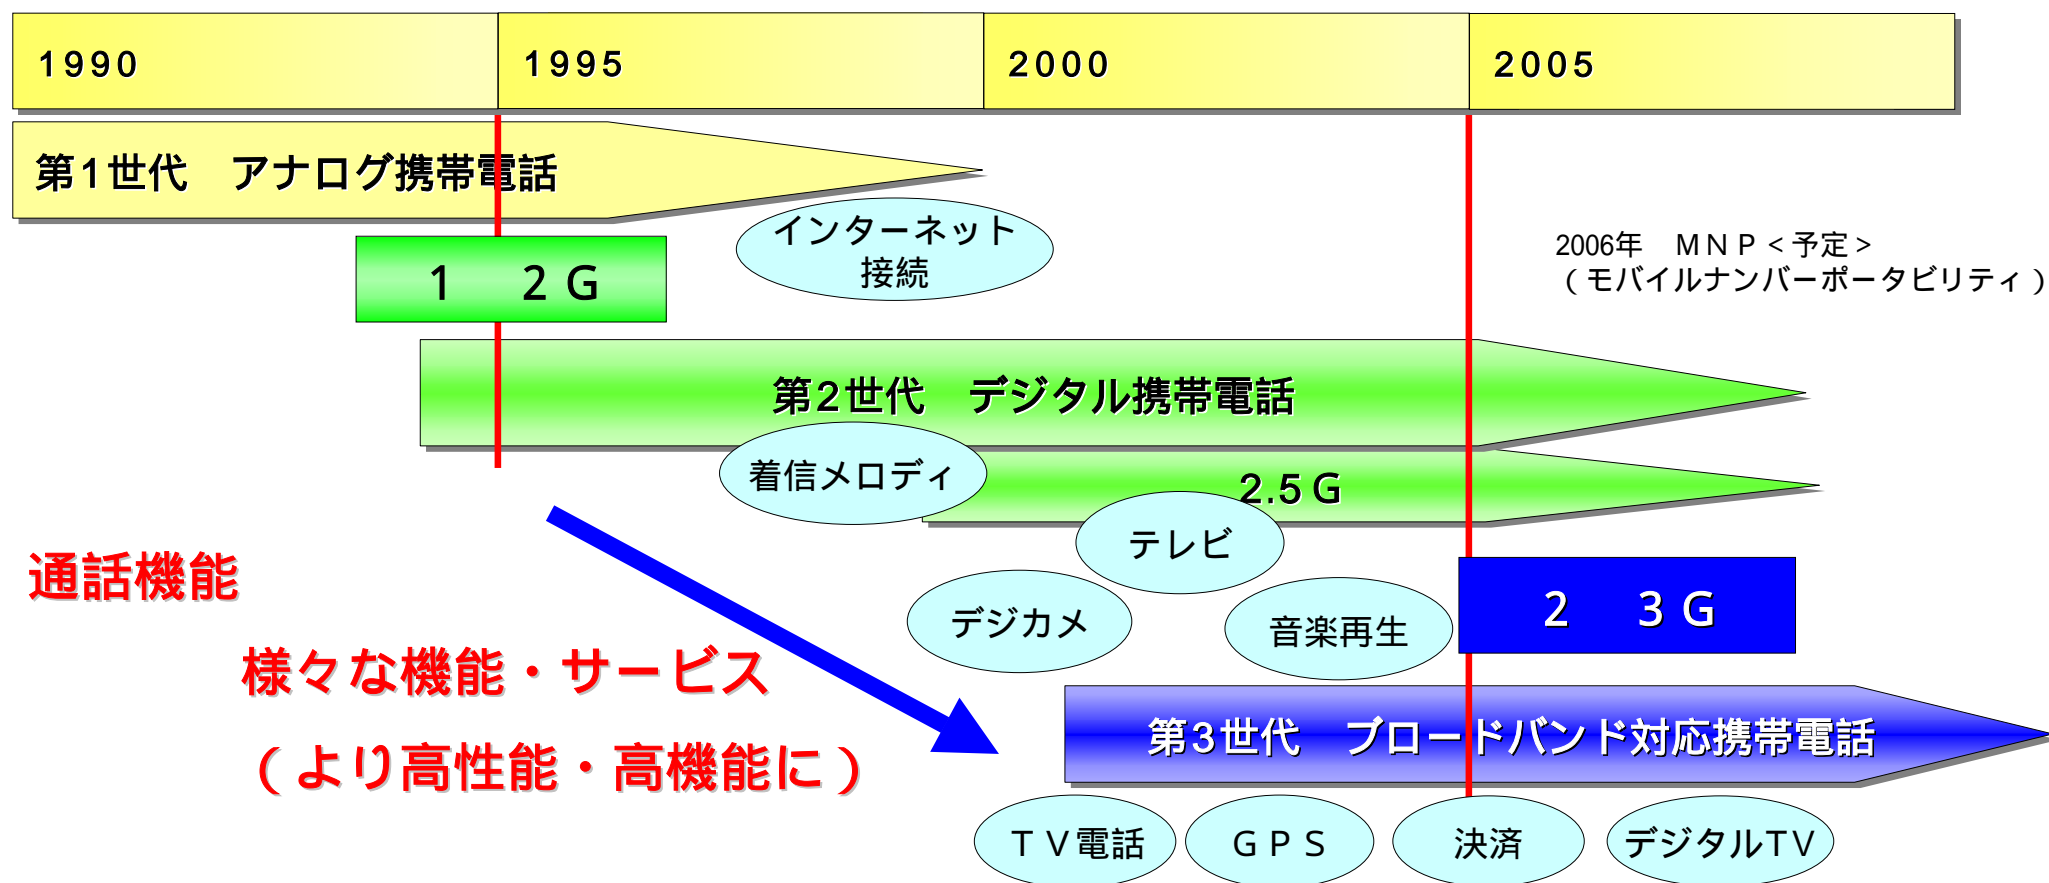 1990
1995
2000
2005
第1世代　アナログ携帯電話
インターネット
接続
2006年　ＭＮＰ＜予定＞
（モバイルナンバーポータビリティ）
１　２Ｇ
第2世代　デジタル携帯電話
着信メロディ
2.5Ｇ
テレビ
通話機能
デジカメ
音楽再生
２　３Ｇ
様々な機能・サービス
（より高性能・高機能に）
第3世代　ブロードバンド対応携帯電話
ＴＶ電話
ＧＰＳ
決済
デジタルTV